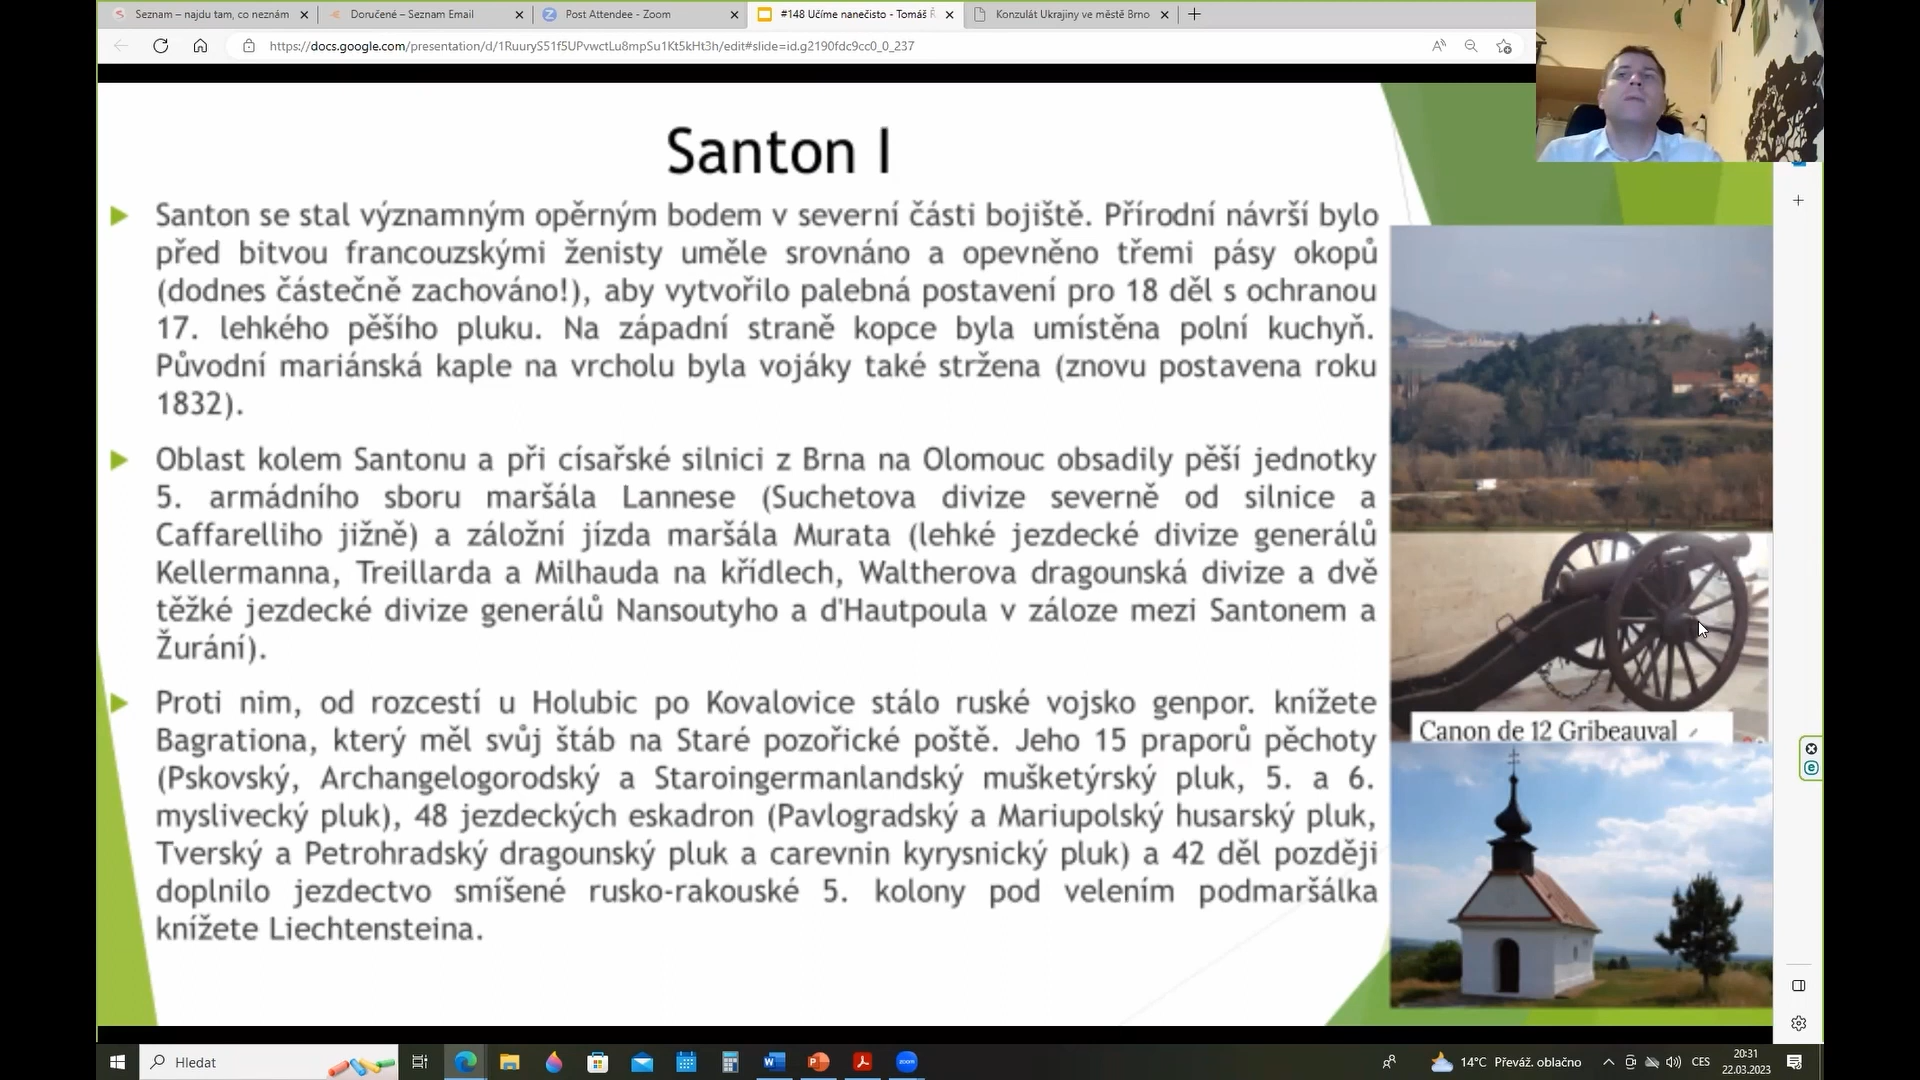 Seznam – najdu tam, co neznám
Doručené – Seznam Email
Post Attendee - Zoom
#148 Učíme nanečisto - Tomáš
Konzulát Ukrajiny ve městě Brno
https://docs.google.com/presentation/d/1RuuryS51f5UPvwctLu8mpSu1Kt5kHt3h/edit#slide=id.g2190fdc9cc0_0_237
Santon I
Santon se stal významným opěrným bodem v severní části bojiště. Přírodní návrší bylo
před bitvou francouzskými ženisty uměle srovnáno a opevněno třemi pásy okopů
(dodnes částečně zachováno!), aby vytvořilo palebná postavení pro 18 děl s ochranou
17. lehkého pěšího pluku. Na západní straně kopce byla umístěna polní kuchyň.
Původní mariánská kaple na vrcholu byla vojáky také stržena (znovu postavena roku
1832).
Oblast kolem Santonu a při císařské silnici z Brna na Olomouc obsadily pěší jednotky
5. armádního sboru maršála Lannese (Suchetova divize severně od silnice a
Caffarelliho jižně) a záložní jízda maršála Murata (lehké jezdecké divize generálů
Kellermanna, Treillarda a Milhauda na křídlech, Waltherova dragounská divize a dvě
těžké jezdecké divize generálů Nansoutyho a d'Hautpoula v záloze mezi Santonem a
Žurání).
Proti nim, od rozcestí u Holubic po Kovalovice stálo ruské vojsko genpor. knížete
Bagrationa, který měl svůj štáb na Staré pozořické poště. Jeho 15 praporů pěchoty
(Pskovský, Archangelogorodský a Staroingermanlandský mušketýrský pluk, 5. a 6.
myslivecký pluk), 48 jezdeckých eskadron (Pavlogradský a Mariupolský husarský pluk,
Tverský a Petrohradský dragounský pluk a carevnin kyrysnický pluk) a 42 děl později
doplnilo jezdectvo smíšené rusko-rakouské 5. kolony pod velením podmaršálka
knížete Liechtensteina.
Canon de 12 Gribeauval
Hledat
14°C Převáž. oblačno
CES
20:31
22.03.2023